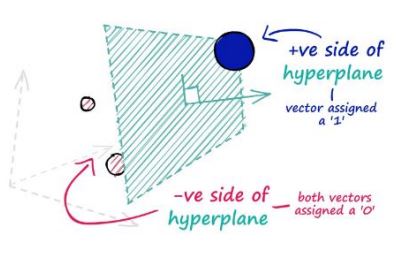 +ve side of
hyperplane
vector assigned
a '1'
-ve side of
hyperplane
both vectors
assigned a '0'